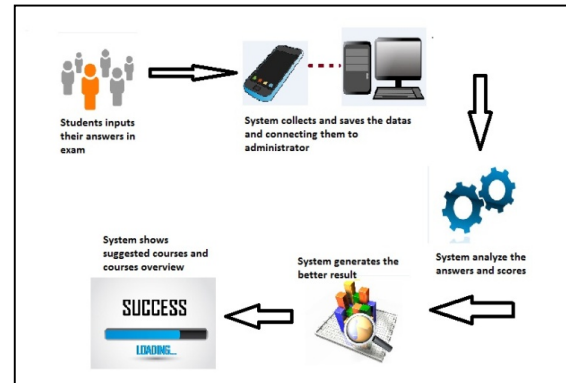 Students inputs
their answers in
exam
System collects and saves the datas
and connecting them to
administrator
System analyze the
answers and scores
System generates the
better result
System shows
suggested courses and
courses overview
SUCCESS
LOADING...